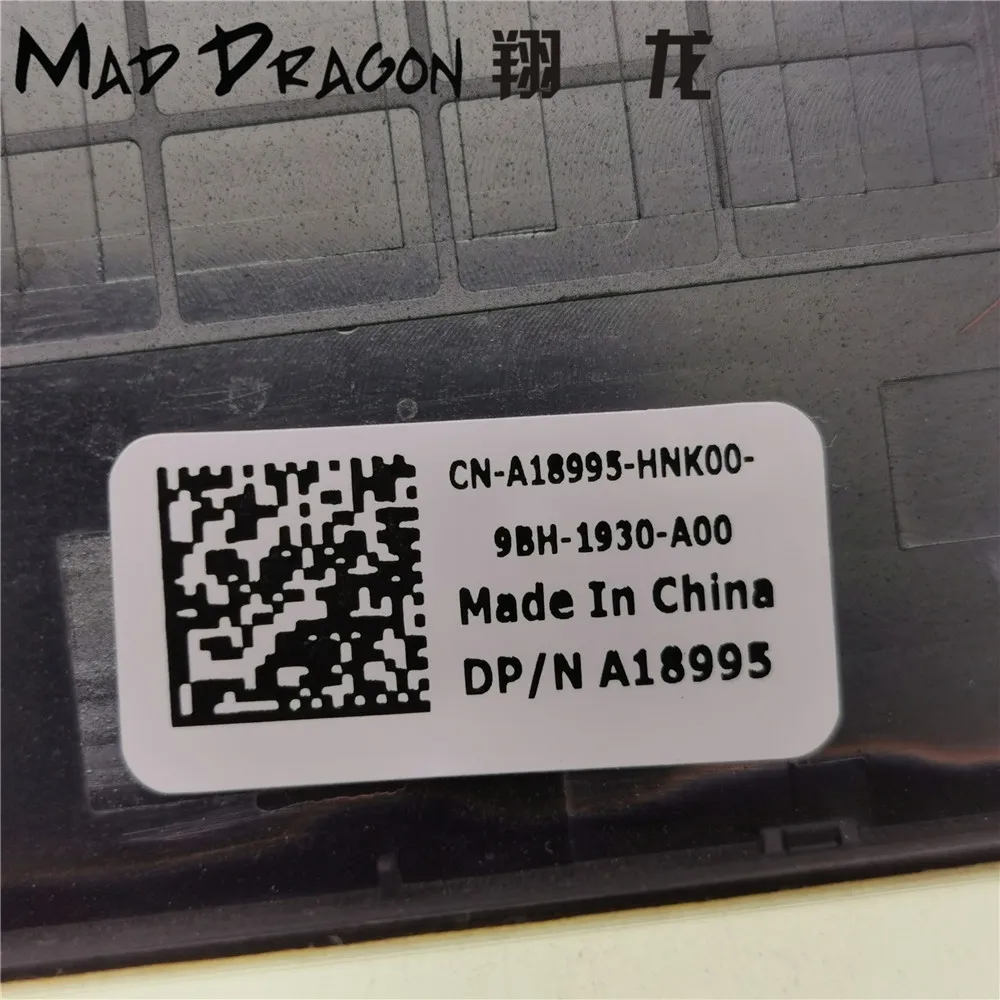 MAD DRAGON 翔 龙
CN-A18995-HNK00-
9BH-1930-A00
Made In China
DP/N A18995